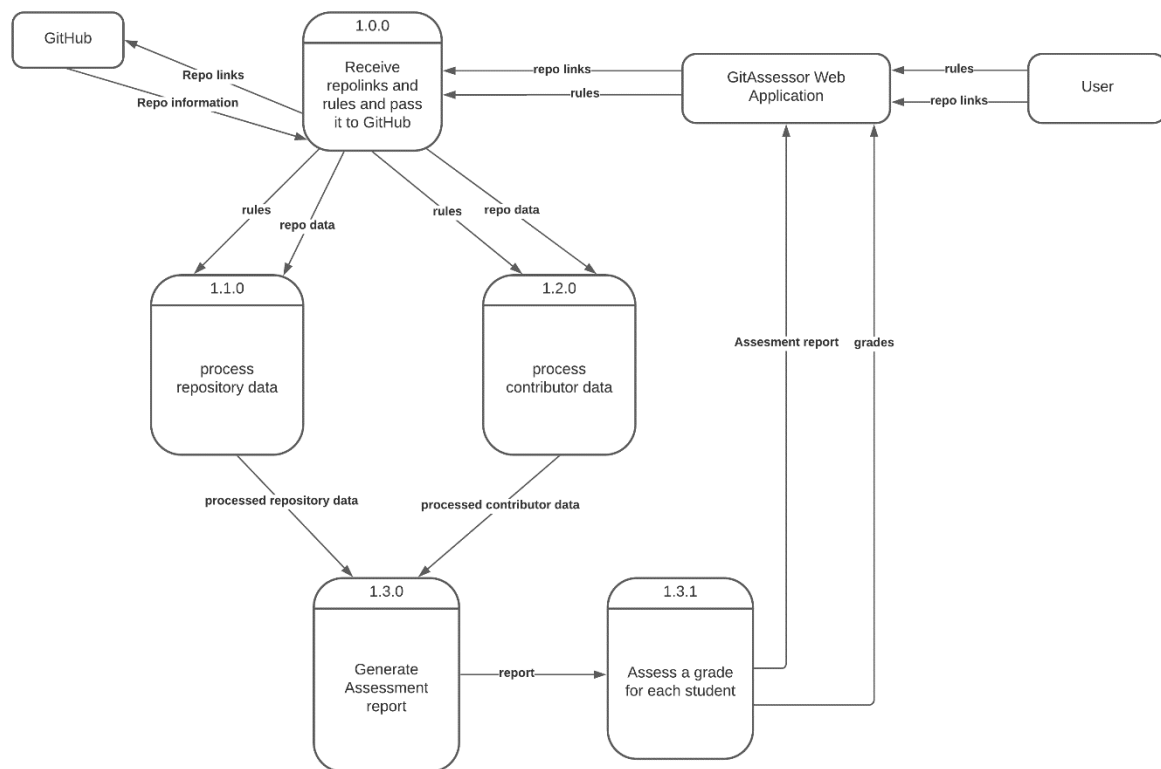 GitHub
1.0.0
Receive
repolinks and
rules and pass
it to GitHub
Repo links
Repo information
repo links
rules
GitAssessor Web
Application
rules
repo links
User
rules
repo data
rules
repo data
1.1.0
process
repository data
1.2.0
process
contributor data
Assesment report
grades
processed repository data
processed contributor data
1.3.0
Generate
Assessment
report
report
1.3.1
Assess a grade
for each student